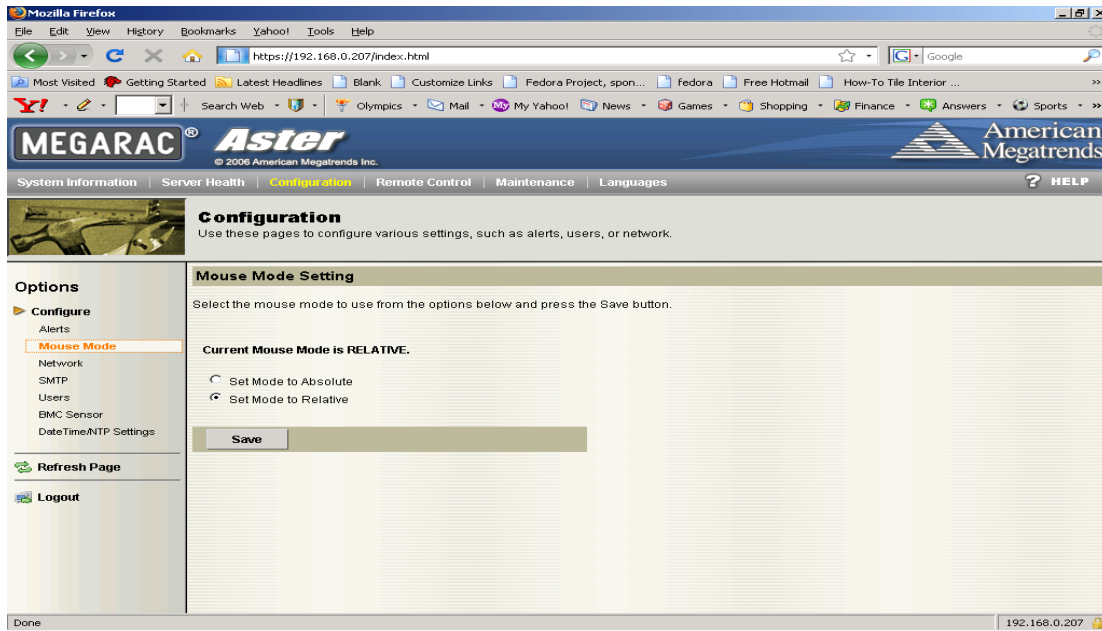 Mozilla Firefox
File Edit View History Bookmarks Yahoo! Tools Help
https://192.168.0.207/index.html
Google
Most Visited Getting Started Latest Headlines Blank Customize Links Fedora Project, spon... fedora Free Hotmail How-To Tile Interior ... »
Y! Search Web Olympics Mail My Yahoo! News Games Shopping Finance Answers Sports »
MEGARAC® Aster
© 2006 American Megatrends Inc.
American
Megatrends
System Information | Server Health | Configuration | Remote Control | Maintenance | Languages ? HELP
Configuration
Use these pages to configure various settings, such as alerts, users, or network.
Options
Configure
Alerts
Mouse Mode
Network
SMTP
Users
BMC Sensor
DateTime/NTP Settings
Refresh Page
Logout
Mouse Mode Setting
Select the mouse mode to use from the options below and press the Save button.
Current Mouse Mode is RELATIVE.
Set Mode to Absolute
Set Mode to Relative
Save
Done 192.168.0.207